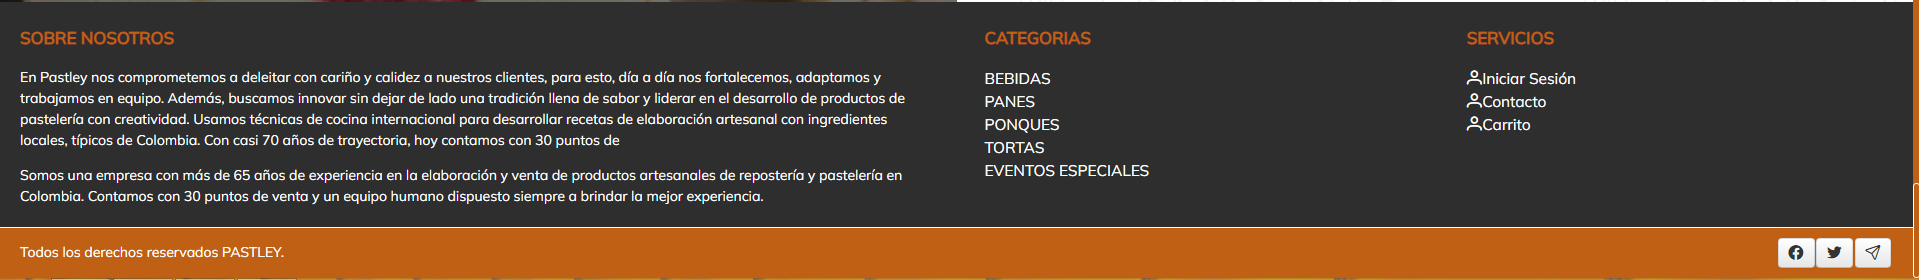 SOBRE NOSOTROS
En Pastley nos comprometemos a deleitar con cariño y calidez a nuestros clientes, para esto, día a día nos fortalecemos, adaptamos y
trabajamos en equipo. Además, buscamos innovar sin dejar de lado una tradición llena de sabor y liderar en el desarrollo de productos de
pastelería con creatividad. Usamos técnicas de cocina internacional para desarrollar recetas de elaboración artesanal con ingredientes
locales, típicos de Colombia. Con casi 70 años de trayectoria, hoy contamos con 30 puntos de
Somos una empresa con más de 65 años de experiencia en la elaboración y venta de productos artesanales de repostería y pastelería en
Colombia. Contamos con 30 puntos de venta y un equipo humano dispuesto siempre a brindar la mejor experiencia.
CATEGORIAS
BEBIDAS
PANES
PONQUES
TORTAS
EVENTOS ESPECIALES
SERVICIOS
Iniciar Sesión
Contacto
Carrito
Todos los derechos reservados PASTLEY.